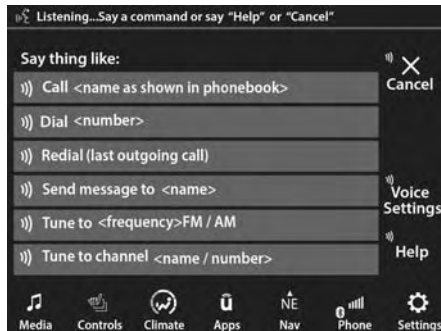 Listening...Say a command or say “Help” or “Cancel”
Say thing like:
Call <name as shown in phonebook>
Cancel
Dial <number>
Redial (last outgoing call)
Send message to <name>
Voice
Settings
Tune to <frequency>FM / AM
Help
Tune to channel <name / number>
NE
Media Controls Climate Apps Nav Phone Settings